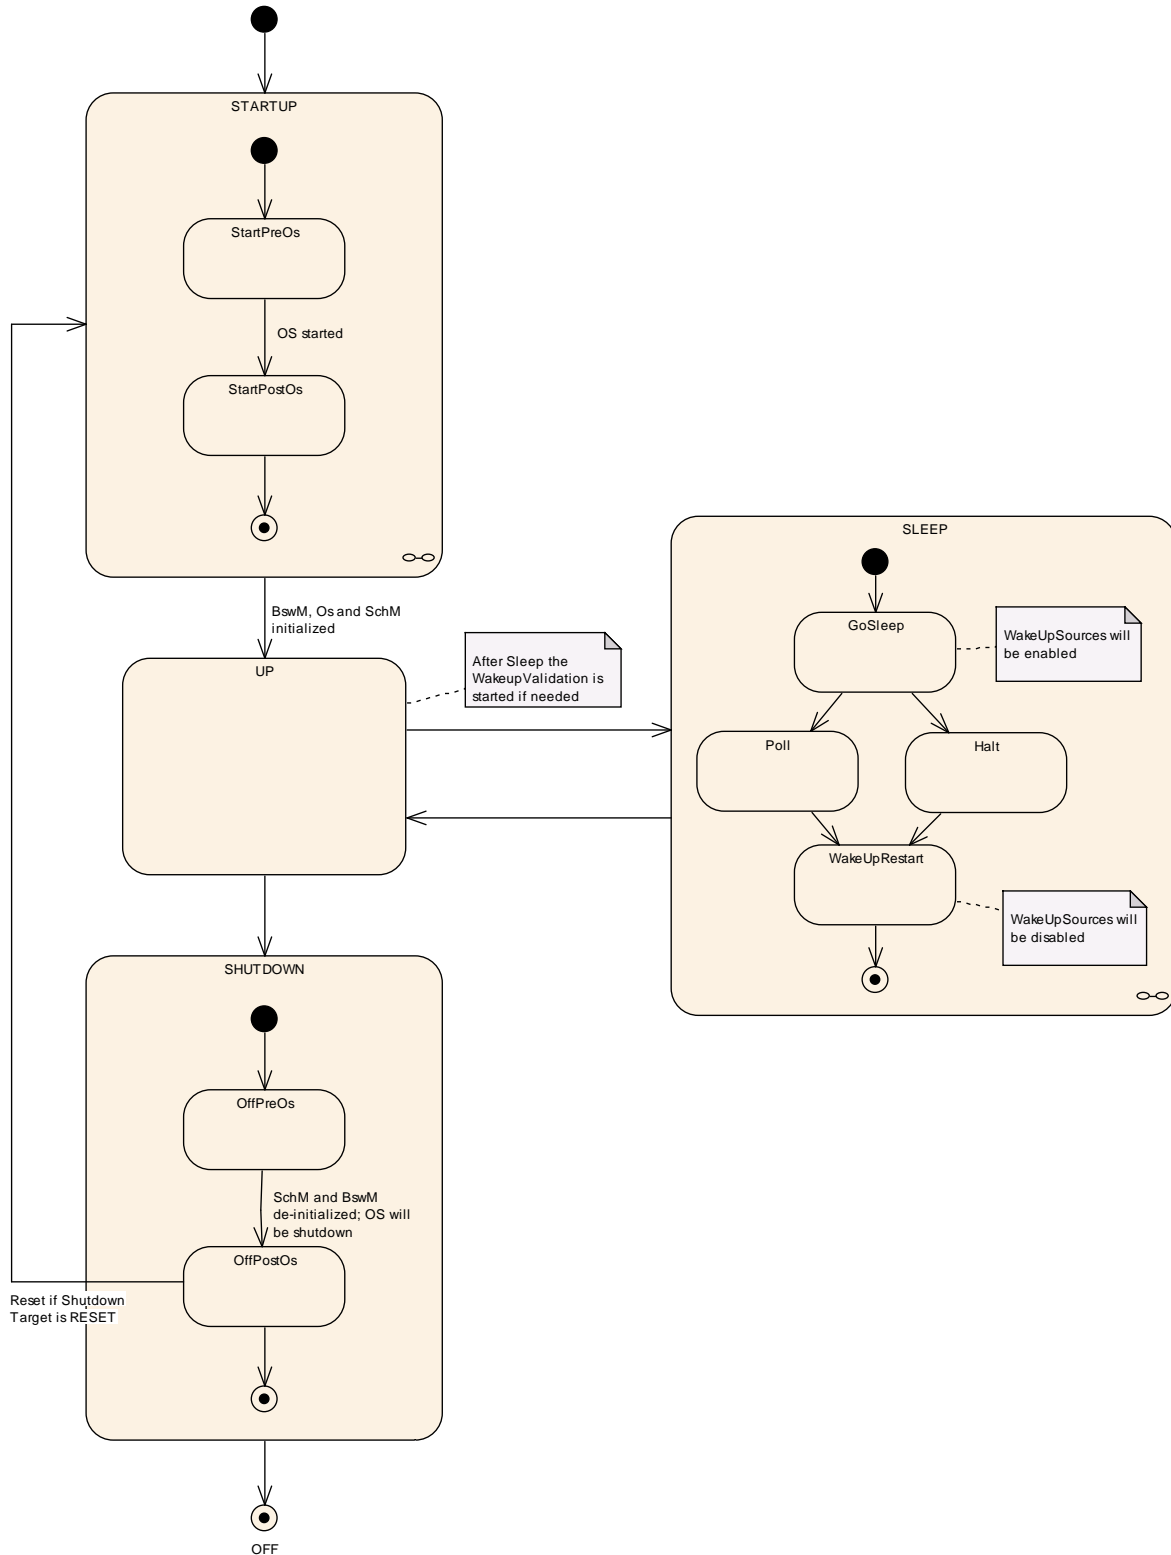 STARTUP
StartPreOs
OS started
StartPostOs
BswM, Os and SchM
initialized
UP
After Sleep the
WakeupValidation is
started if needed
SLEEP
GoSleep
WakeUpSources will
be enabled
Poll
Halt
WakeUpRestart
WakeUpSources will
be disabled
SHUTDOWN
OffPreOs
SchM and BswM
de-initialized; OS will
be shutdown
OffPostOs
Reset if Shutdown
Target is RESET
OFF